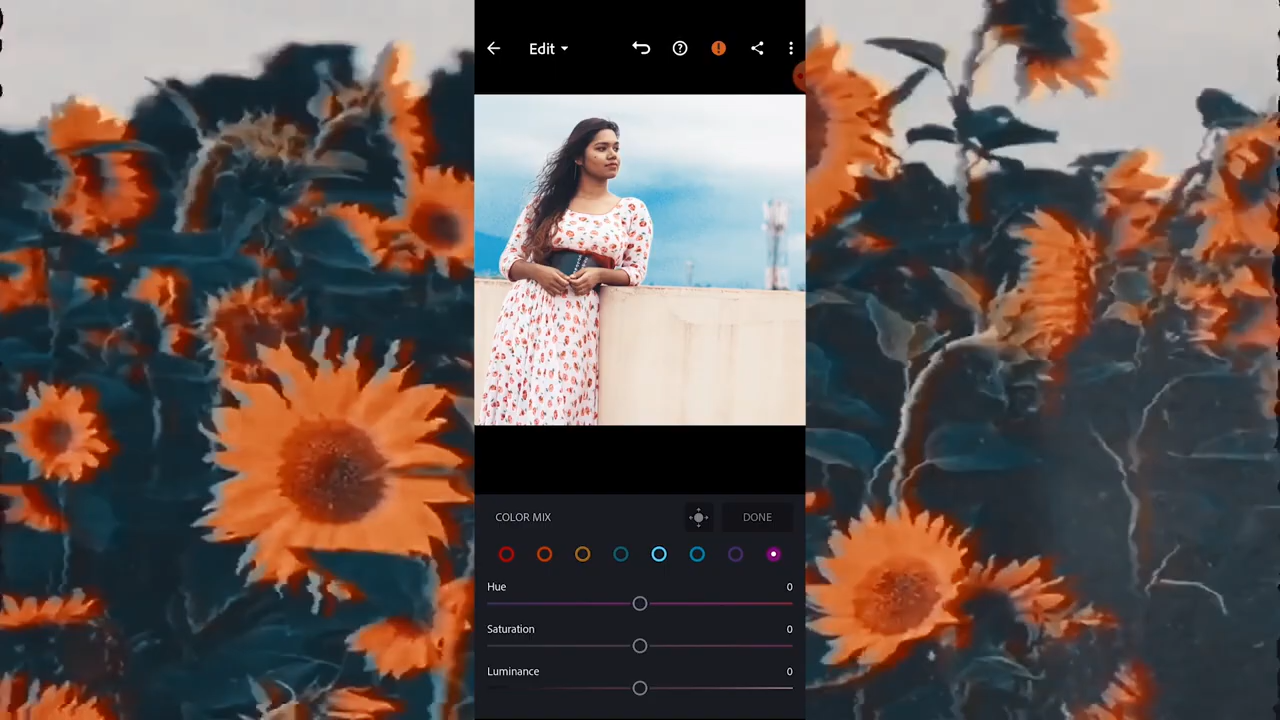 Edit
COLOR MIX
DONE
Hue 0
Saturation 0
Luminance 0